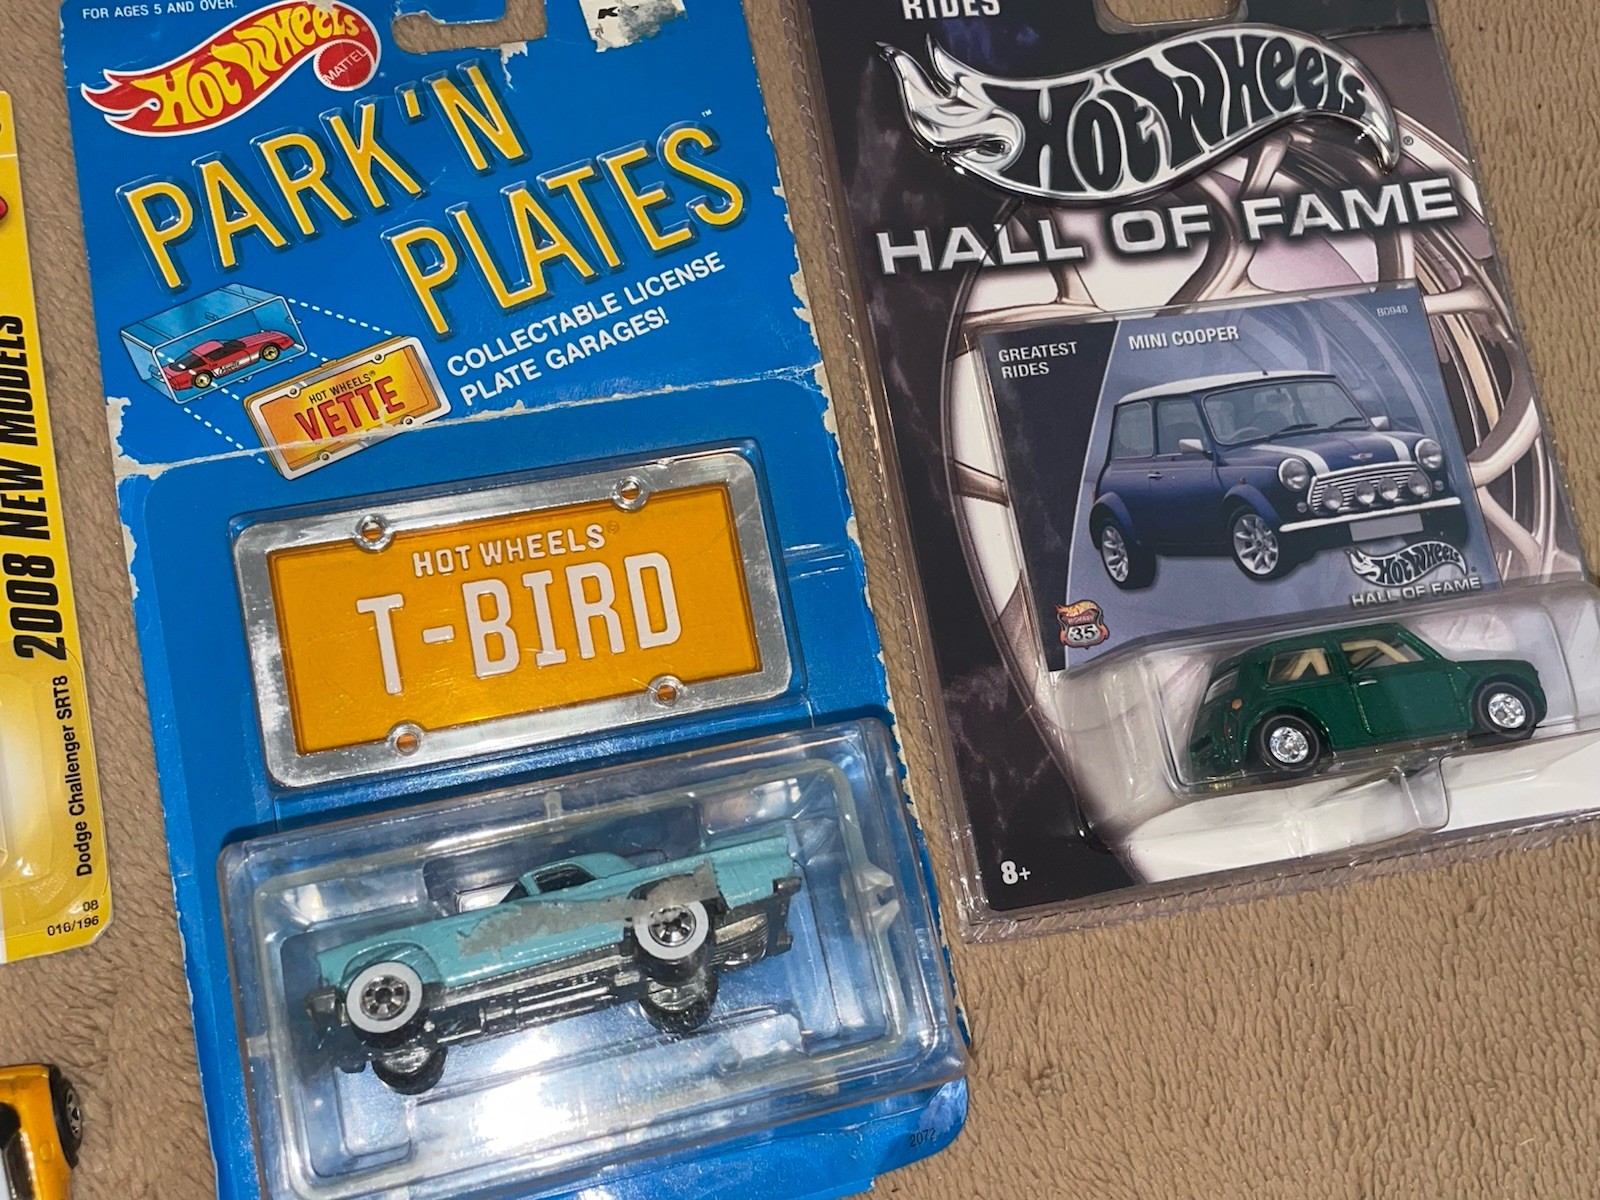 2008 NEW MODELS
Dodge Challenger SRT8
08
016/196
FOR AGES 5 AND OVER.
HOT WHEELS
MATTEL
PARK'N
PLATES™
COLLECTABLE LICENSE
PLATE GARAGES!
HOT WHEELS®
VETTE
HOT WHEELS®
T-BIRD
2072
RIDES
HOT WHEELS®
HALL OF FAME
GREATEST
RIDES
MINI COOPER
B0948
HOT WHEELS®
HALL OF FAME
35
8+